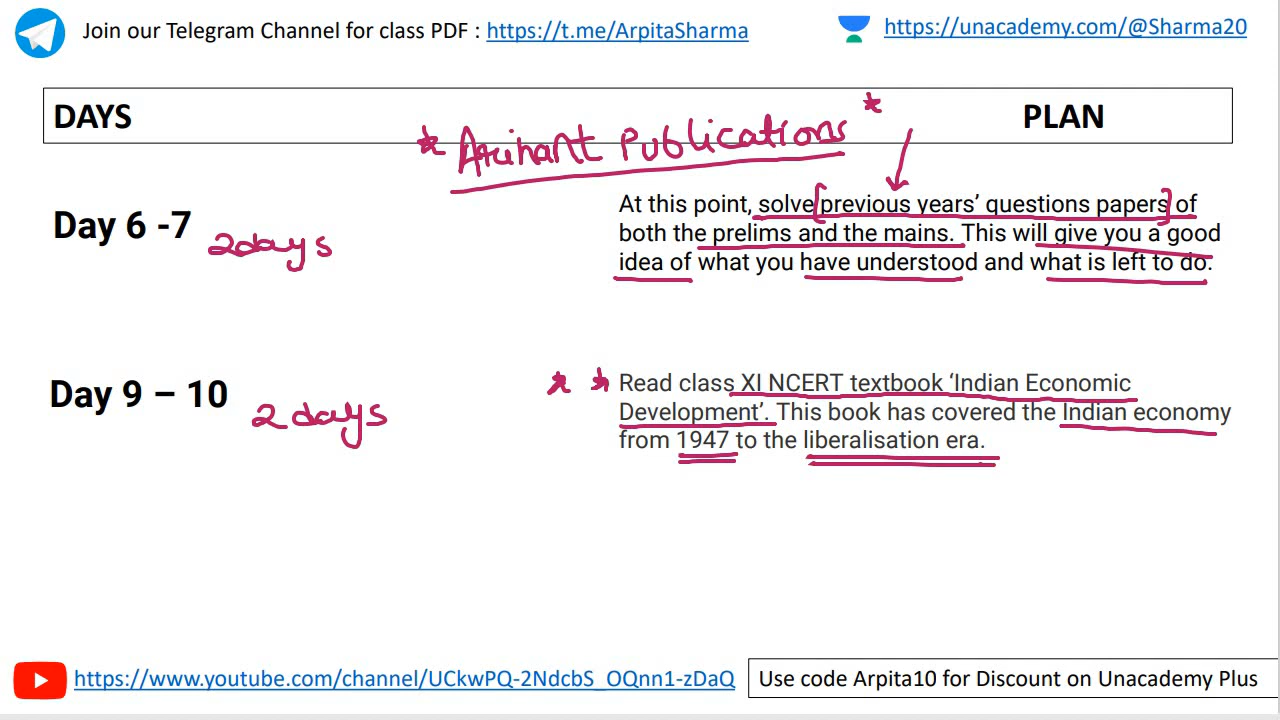 Join our Telegram Channel for class PDF : https://t.me/ArpitaSharma
https://unacademy.com/@Sharma20
DAYS
PLAN
* Arihant Publications *
Day 6 -7
2days
At this point, solve [previous years’ questions papers] of
both the prelims and the mains. This will give you a good
idea of what you have understood and what is left to do.
Day 9 – 10
2 days
* * Read class XI NCERT textbook ‘Indian Economic
Development’. This book has covered the Indian economy
from 1947 to the liberalisation era.
https://www.youtube.com/channel/UCkwPQ-2NdcbS_OQnn1-zDaQ
Use code Arpita10 for Discount on Unacademy Plus